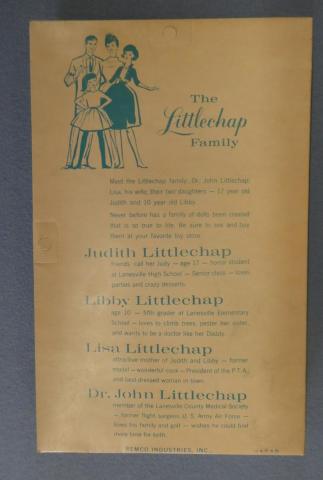 The
Littlechap
Family
Meet the Littlechap family: Dr. John Littlechap
Lisa, his wife, their two daughters — 17 year old
Judith and 10 year old Libby.
Never before has a family of dolls been created
that is so true to life. Be sure to see and buy
them at your favorite toy store.
Judith Littlechap
friends call her Judy — age 17 — honor student
at Lanesville High School — Senior class — loves
parties and crazy desserts.
Libby Littlechap
age 10 — fifth grader at Lanesville Elementary
School — loves to climb trees, pester her sister,
and wants to be a doctor like her Daddy.
Lisa Littlechap
attractive mother of Judith and Libby — former
model — wonderful cook — President of the P.T.A.,
and best dressed woman in town.
Dr. John Littlechap
member of the Lanesville County Medical Society
— former flight surgeon, U. S. Army Air Force —
loves his family and golf — wishes he could find
more time for both.
REMCO INDUSTRIES, INC.
JAPAN